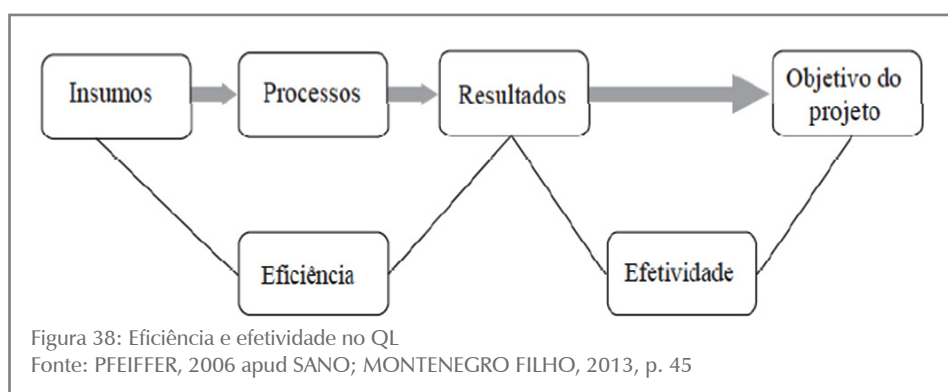 Insumos
Processos
Resultados
Objetivo do
projeto
Eficiência
Efetividade
Figura 38: Eficiência e efetividade no QL
Fonte: PFEIFFER, 2006 apud SANO; MONTENEGRO FILHO, 2013, p. 45